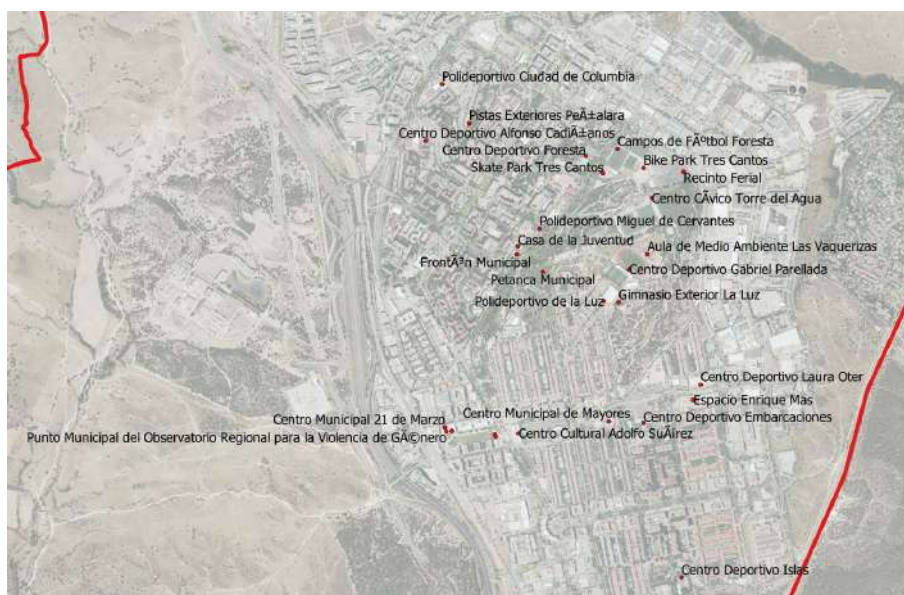 Polideportivo Ciudad de Columbia
Pistas Exteriores PeÃ±alara
Centro Deportivo Alfonso CadiÃ±anos
Campos de FÃºtbol Foresta
Centro Deportivo Foresta
Bike Park Tres Cantos
Skate Park Tres Cantos
Recinto Ferial
Centro CÃvico Torre del Agua
Polideportivo Miguel de Cervantes
Casa de la Juventud
Aula de Medio Ambiente Las Vaquerizas
FrontÃ³n Municipal
Centro Deportivo Gabriel Parellada
Petanca Municipal
Polideportivo de la Luz
Gimnasio Exterior La Luz
Centro Deportivo Laura Oter
Espacio Enrique Mas
Centro Municipal 21 de Marzo
Centro Municipal de Mayores
Centro Deportivo Embarcaciones
Punto Municipal del Observatorio Regional para la Violencia de GÃ©nero
Centro Cultural Adolfo SuÃ¡rez
Centro Deportivo Islas